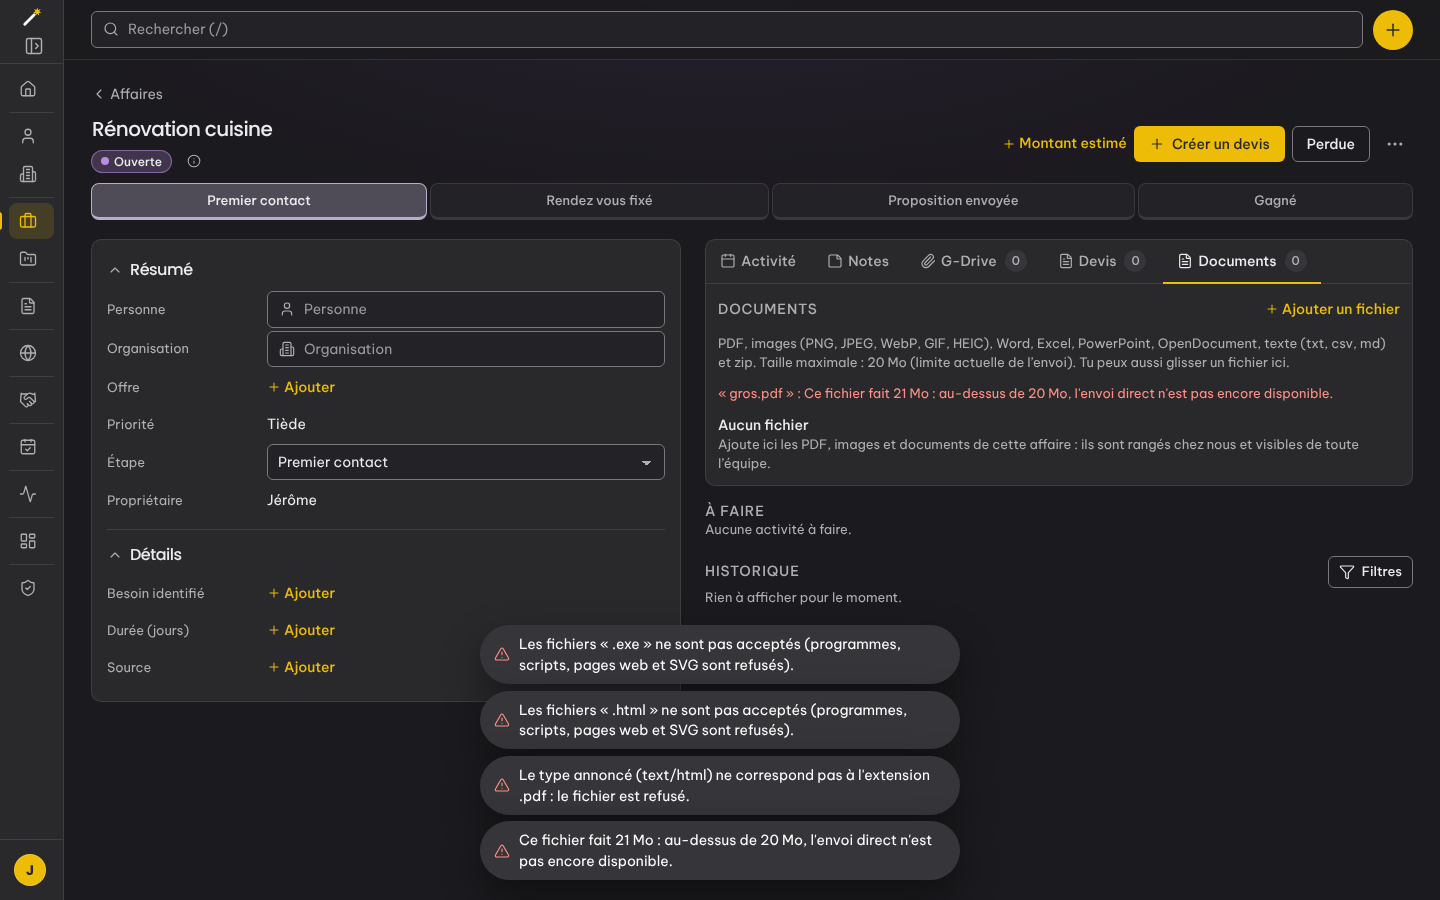 Rechercher (/)
Affaires
Rénovation cuisine
Ouverte
Montant estimé
Créer un devis
Perdue
Premier contact
Rendez vous fixé
Proposition envoyée
Gagné
Résumé
Personne
Personne
Organisation
Organisation
Offre
Ajouter
Priorité
Tiède
Étape
Premier contact
Propriétaire
Jérôme
Détails
Besoin identifié
Ajouter
Durée (jours)
Ajouter
Source
Ajouter
Activité
Notes
G-Drive 0
Devis 0
Documents 0
DOCUMENTS
Ajouter un fichier
PDF, images (PNG, JPEG, WebP, GIF, HEIC), Word, Excel, PowerPoint, OpenDocument, texte (txt, csv, md)
et zip. Taille maximale : 20 Mo (limite actuelle de l'envoi). Tu peux aussi glisser un fichier ici.
« gros.pdf » : Ce fichier fait 21 Mo : au-dessus de 20 Mo, l'envoi direct n'est pas encore disponible.
Aucun fichier
Ajoute ici les PDF, images et documents de cette affaire : ils sont rangés chez nous et visibles de toute
l'équipe.
À FAIRE
Aucune activité à faire.
HISTORIQUE
Filtres
Rien à afficher pour le moment.
Les fichiers « .exe » ne sont pas acceptés (programmes,
scripts, pages web et SVG sont refusés).
Les fichiers « .html » ne sont pas acceptés (programmes,
scripts, pages web et SVG sont refusés).
Le type annoncé (text/html) ne correspond pas à l'extension
.pdf : le fichier est refusé.
Ce fichier fait 21 Mo : au-dessus de 20 Mo, l'envoi direct n'est
pas encore disponible.
J